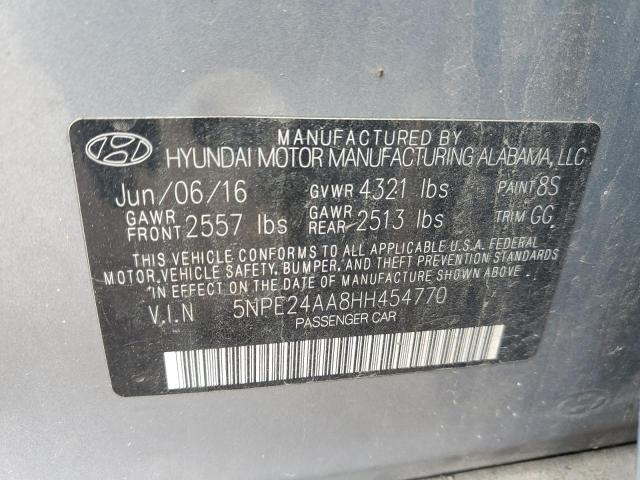 MANUFACTURED BY
HYUNDAI MOTOR MANUFACTURING ALABAMA, LLC
Jun/06/16 GVWR 4321 lbs PAINT 8S
GAWR FRONT 2557 lbs GAWR REAR 2513 lbs TRIM GG
THIS VEHICLE CONFORMS TO ALL APPLICABLE U.S.A. FEDERAL
MOTOR VEHICLE SAFETY, BUMPER, AND THEFT PREVENTION STANDARDS
IN EFFECT ON THE DATE OF MANUFACTURE SHOWN ABOVE.
V.I.N 5NPE24AA8HH454770
PASSENGER CAR